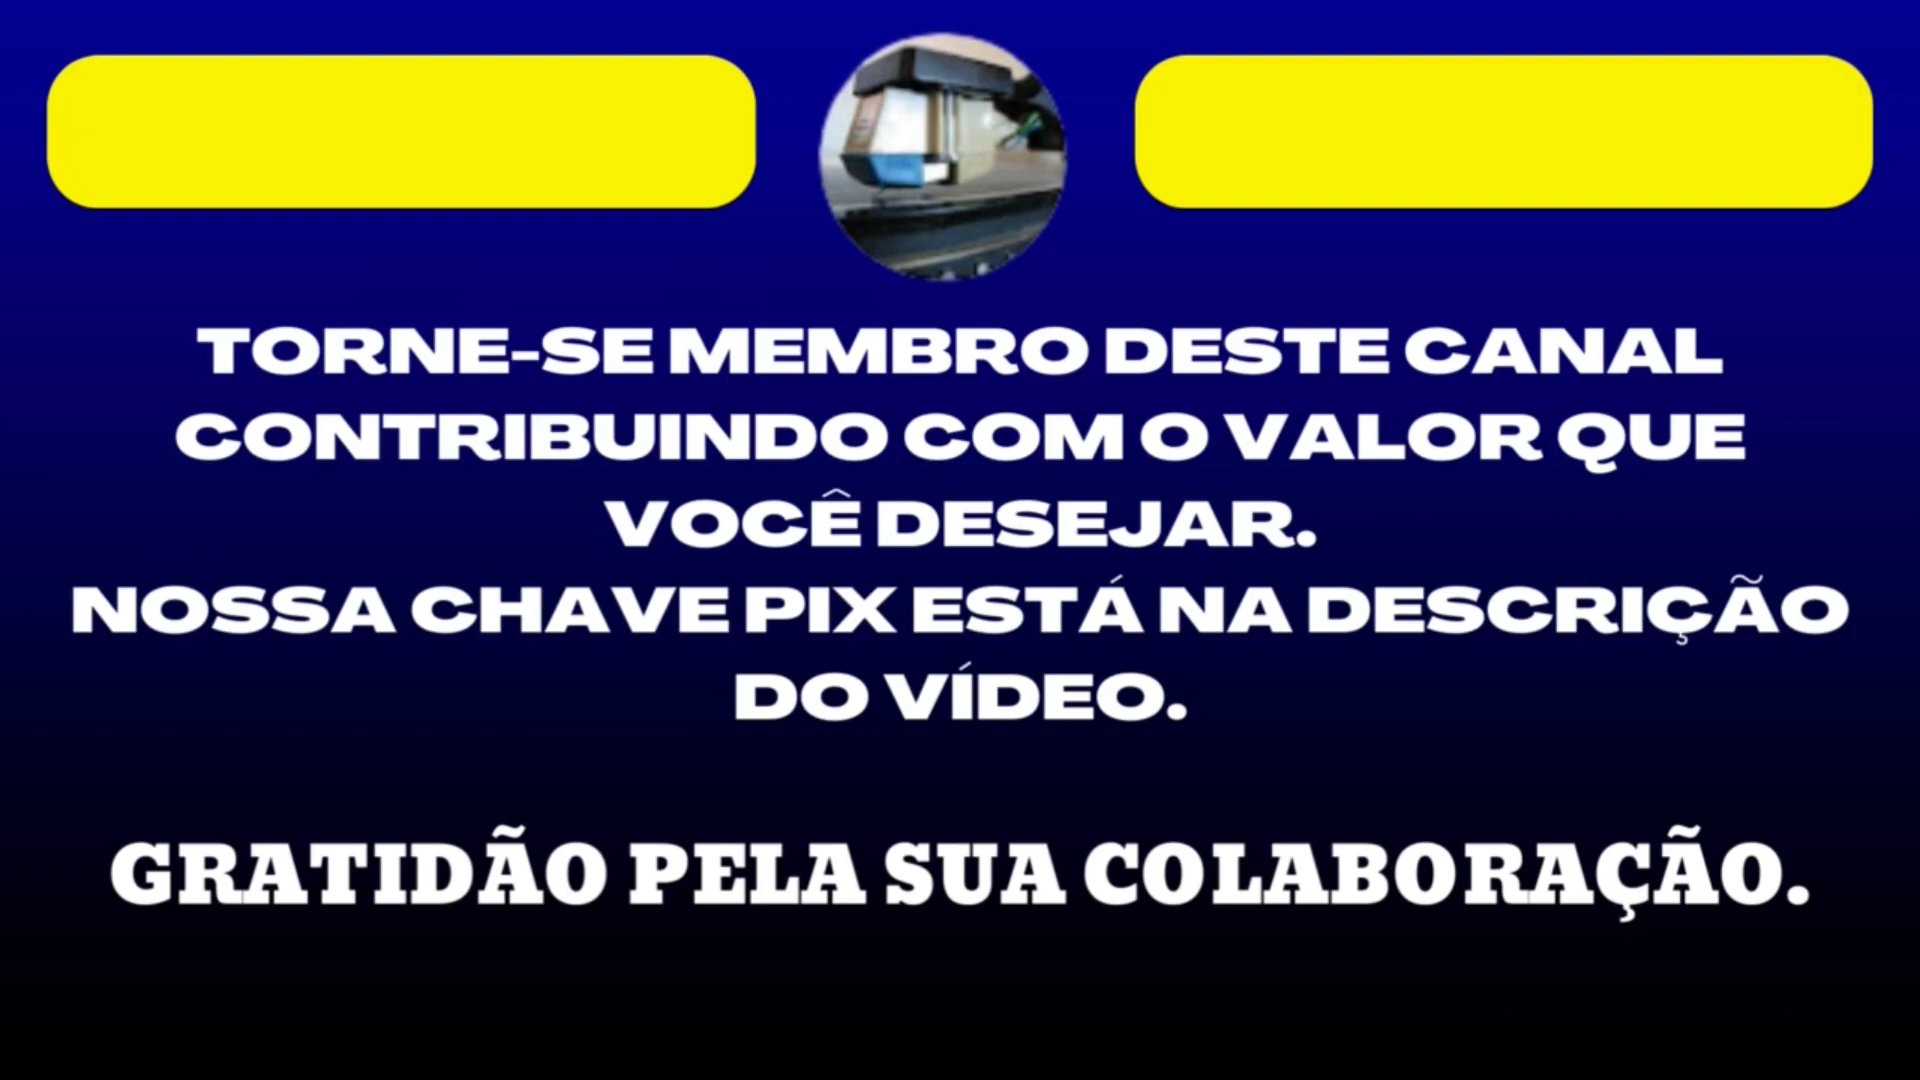 TORNE-SE MEMBRO DESTE CANAL
CONTRIBUINDO COM O VALOR QUE
VOCÊ DESEJAR.
NOSSA CHAVE PIX ESTÁ NA DESCRIÇÃO
DO VÍDEO.
GRATIDÃO PELA SUA COLABORAÇÃO.